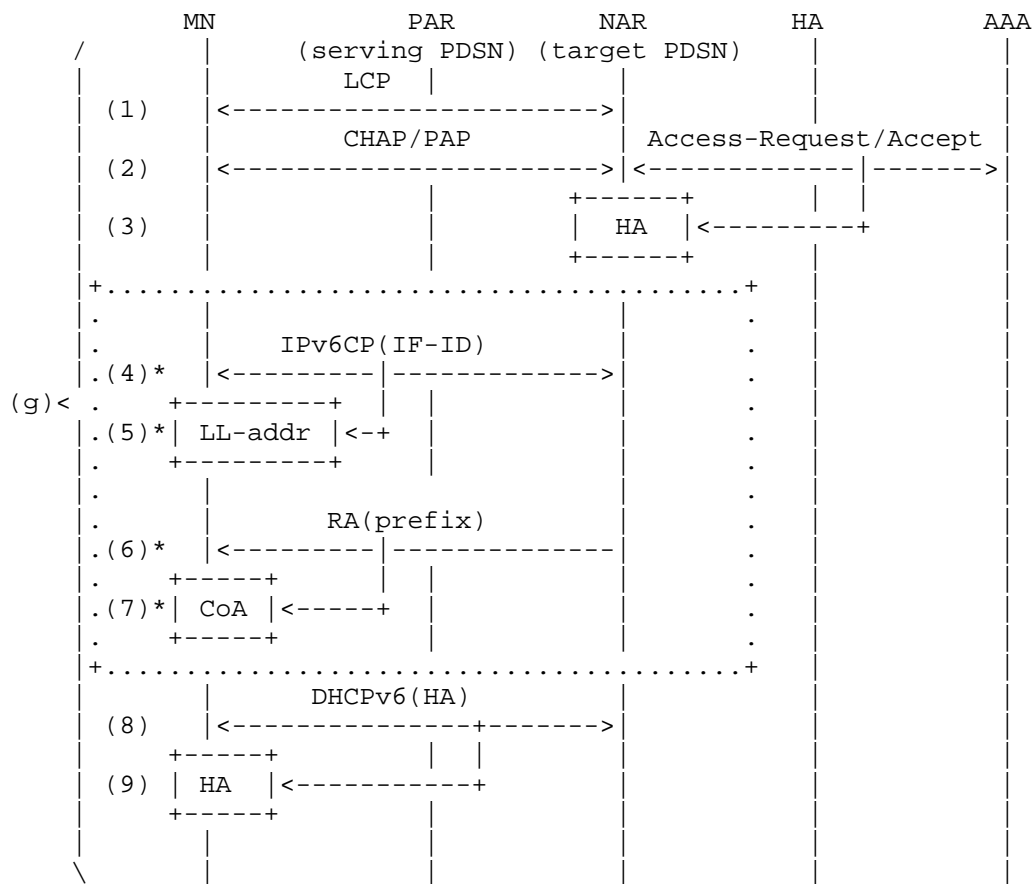 MN PAR NAR HA AAA
(serving PDSN) (target PDSN)
LCP
(1)
CHAP/PAP Access-Request/Accept
(2)
(3) HA
IPv6CP(IF-ID)
(4)*
(g)<
(5)* LL-addr
RA(prefix)
(6)*
(7)* CoA
DHCPv6(HA)
(8)
(9) HA